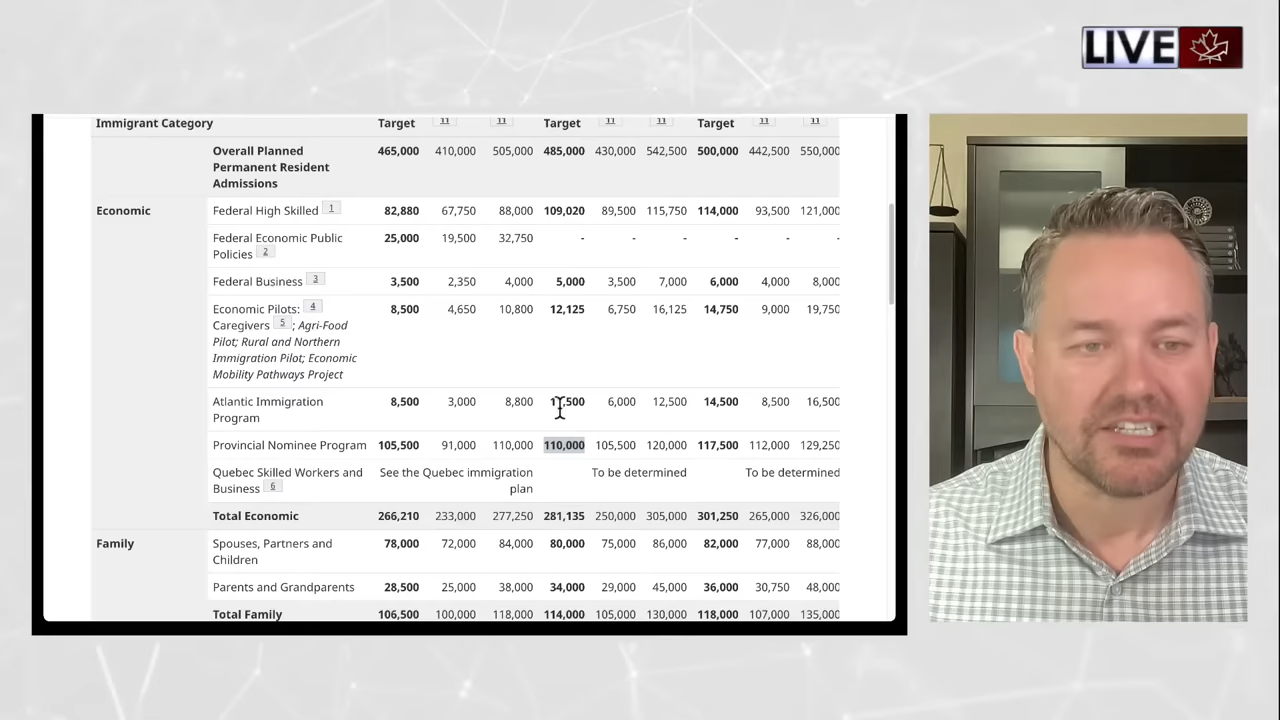 LIVE
Immigrant Category Target 11 11 Target 11 11 Target 11 11
Overall Planned 465,000 410,000 505,000 485,000 430,000 542,500 500,000 442,500 550,000
Permanent Resident
Admissions
Economic Federal High Skilled 1 82,880 67,750 88,000 109,020 89,500 115,750 114,000 93,500 121,000
Federal Economic Public 25,000 19,500 32,750 - - - - - -
Policies 2
Federal Business 3 3,500 2,350 4,000 5,000 3,500 7,000 6,000 4,000 8,000
Economic Pilots: 4 8,500 4,650 10,800 12,125 6,750 16,125 14,750 9,000 19,750
Caregivers 5 ; Agri-Food
Pilot; Rural and Northern
Immigration Pilot; Economic
Mobility Pathways Project
Atlantic Immigration 8,500 3,000 8,800 6,000 12,500 14,500 8,500 16,500
Program
Provincial Nominee Program 105,500 91,000 110,000 110,000 105,500 120,000 117,500 112,000 129,250
Quebec Skilled Workers and See the Quebec immigration To be determined To be determined
Business 6 plan
Total Economic 266,210 233,000 277,250 281,135 250,000 305,000 301,250 265,000 326,000
Family Spouses, Partners and 78,000 72,000 84,000 80,000 75,000 86,000 82,000 77,000 88,000
Children
Parents and Grandparents 28,500 25,000 38,000 34,000 29,000 45,000 36,000 30,750 48,000
Total Family 106,500 100,000 118,000 114,000 105,000 130,000 118,000 107,000 135,000